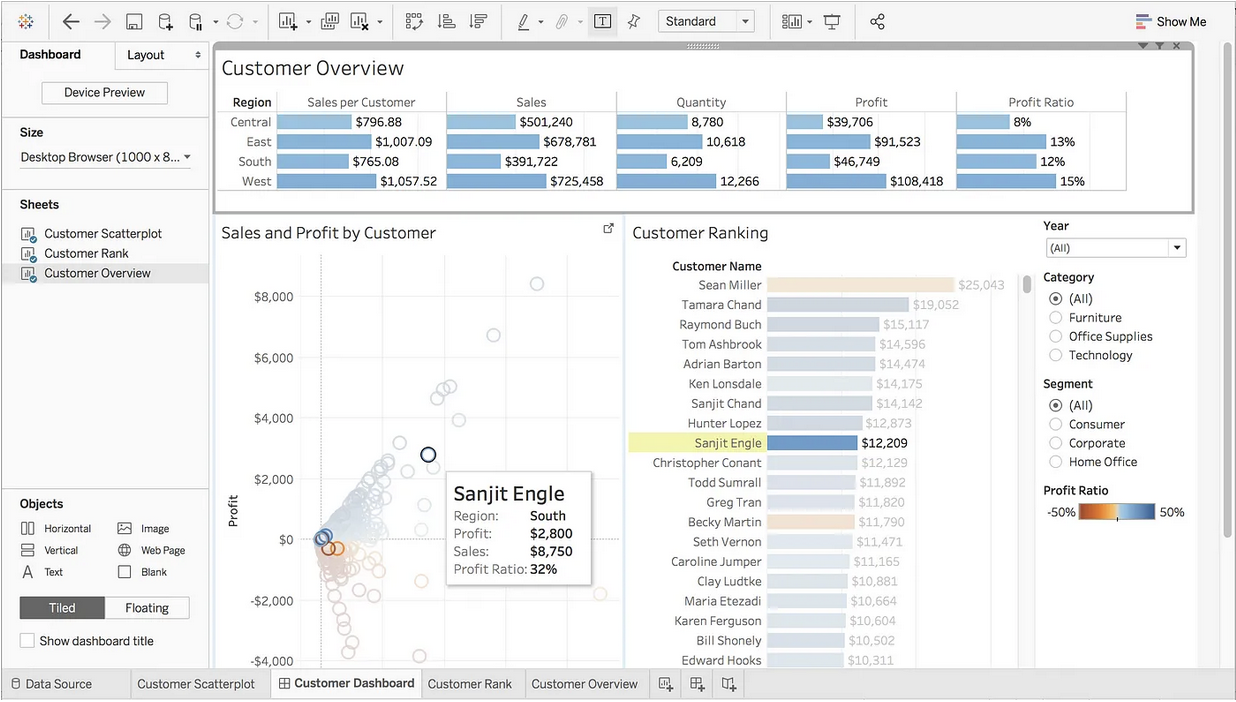 Standard
Show Me
Dashboard
Layout
Device Preview
Size
Desktop Browser (1000 x 8...
Sheets
Customer Scatterplot
Customer Rank
Customer Overview
Objects
Horizontal Image
Vertical Web Page
Text Blank
Tiled Floating
Show dashboard title
Customer Overview
Region Sales per Customer Sales Quantity Profit Profit Ratio
Central $796.88 $501,240 8,780 $39,706 8%
East $1,007.09 $678,781 10,618 $91,523 13%
South $765.08 $391,722 6,209 $46,749 12%
West $1,057.52 $725,458 12,266 $108,418 15%
Sales and Profit by Customer
Profit
$8,000
$6,000
$4,000
$2,000
$0
-$2,000
-$4,000
Sanjit Engle
Region: South
Profit: $2,800
Sales: $8,750
Profit Ratio: 32%
Customer Ranking
Customer Name
Sean Miller $25,043
Tamara Chand $19,052
Raymond Buch $15,117
Tom Ashbrook $14,596
Adrian Barton $14,474
Ken Lonsdale $14,175
Sanjit Chand $14,142
Hunter Lopez $12,873
Sanjit Engle $12,209
Christopher Conant $12,129
Todd Sumrall $11,892
Greg Tran $11,820
Becky Martin $11,790
Seth Vernon $11,471
Caroline Jumper $11,165
Clay Ludtke $10,881
Maria Etezadi $10,664
Karen Ferguson $10,604
Bill Shonely $10,502
Edward Hooks $10,311
Year
(All)
Category
(All)
Furniture
Office Supplies
Technology
Segment
(All)
Consumer
Corporate
Home Office
Profit Ratio
-50% 50%
Data Source Customer Scatterplot Customer Dashboard Customer Rank Customer Overview